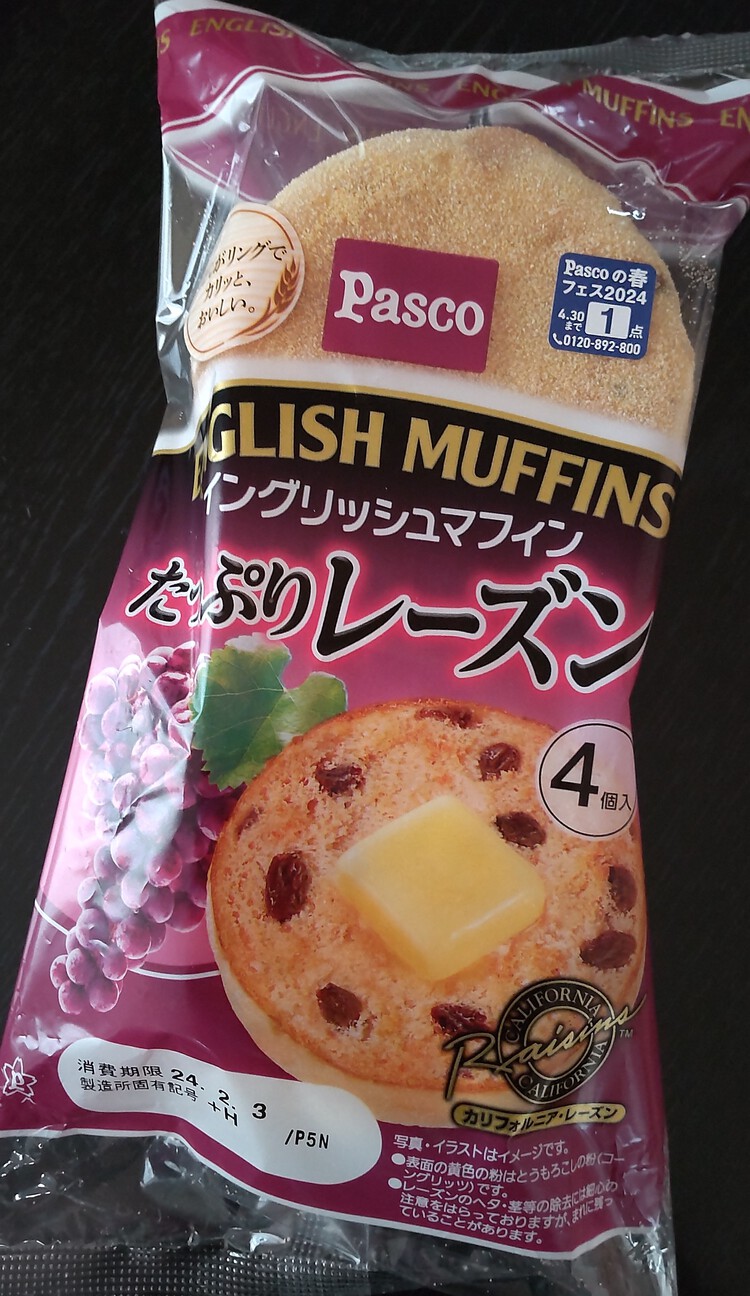 ENGLISH
MUFFINS
がリングで
カリッと、
おいしい。
Pasco
Pascoの春
フェス2024
4.30まで 1点
0120-892-800
ENGLISH MUFFINS
イングリッシュマフィン
たっぷりレーズン
4個入
CALIFORNIA
Raisins™
CALIFORNIA
カリフォルニア・レーズン
消費期限 24. 2. 3
製造所固有記号 +H /P5N
写真・イラストはイメージです。
●表面の黄色の粉はとうもろこしの粉(コー
ングリッツ)です。
●レーズンのヘタ・茎等の除去には細心の
注意をはらっておりますが、まれに残っ
ていることがあります。